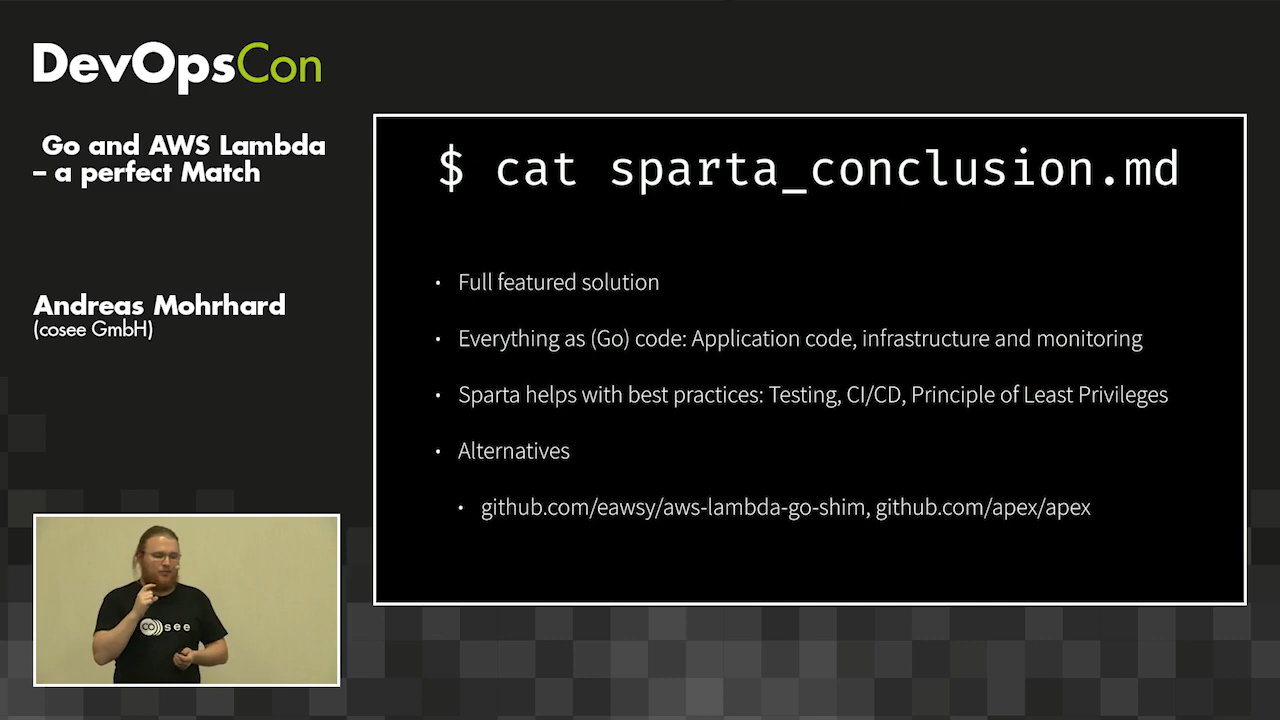 DevOpsCon
Go and AWS Lambda
– a perfect Match
Andreas Mohrhard
(cosee GmbH)
$ cat sparta_conclusion.md
• Full featured solution
• Everything as (Go) code: Application code, infrastructure and monitoring
• Sparta helps with best practices: Testing, CI/CD, Principle of Least Privileges
• Alternatives
• github.com/eawsy/aws-lambda-go-shim, github.com/apex/apex
cosee